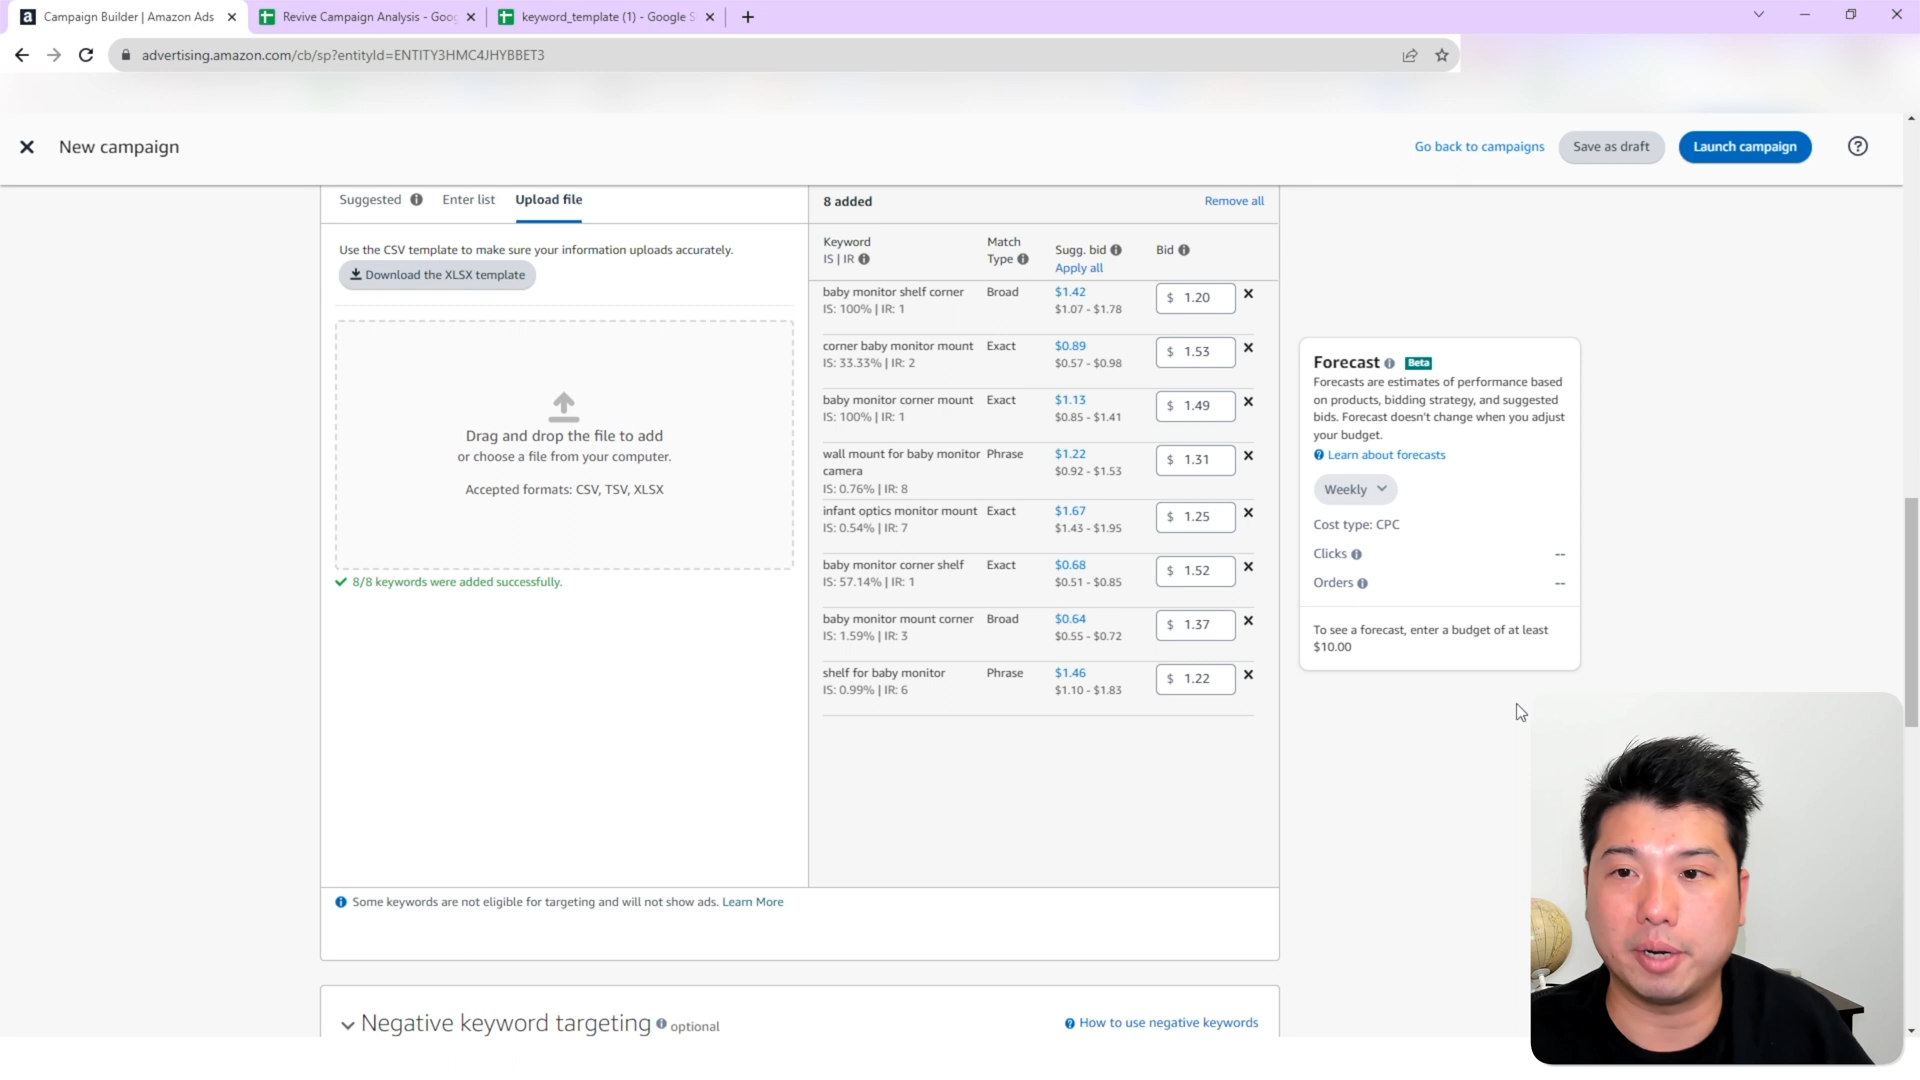 Campaign Builder | Amazon Ads
Revive Campaign Analysis - Goog
keyword_template (1) - Google S
advertising.amazon.com/cb/sp?entityId=ENTITY3HMC4JHYBBET3
New campaign
Go back to campaigns
Save as draft
Launch campaign
Suggested
Enter list
Upload file
8 added
Remove all
Use the CSV template to make sure your information uploads accurately.
Download the XLSX template
Drag and drop the file to add
or choose a file from your computer.
Accepted formats: CSV, TSV, XLSX
8/8 keywords were added successfully.
Keyword
IS | IR
Match
Type
Sugg. bid
Apply all
Bid
baby monitor shelf corner Broad $1.42 $ 1.20
IS: 100% | IR: 1 $1.07 - $1.78
corner baby monitor mount Exact $0.89 $ 1.53
IS: 33.33% | IR: 2 $0.57 - $0.98
baby monitor corner mount Exact $1.13 $ 1.49
IS: 100% | IR: 1 $0.85 - $1.41
wall mount for baby monitor Phrase $1.22 $ 1.31
camera $0.92 - $1.53
IS: 0.76% | IR: 8
infant optics monitor mount Exact $1.67 $ 1.25
IS: 0.54% | IR: 7 $1.43 - $1.95
baby monitor corner shelf Exact $0.68 $ 1.52
IS: 57.14% | IR: 1 $0.51 - $0.85
baby monitor mount corner Broad $0.64 $ 1.37
IS: 1.59% | IR: 3 $0.55 - $0.72
shelf for baby monitor Phrase $1.46 $ 1.22
IS: 0.99% | IR: 6 $1.10 - $1.83
Forecast Beta
Forecasts are estimates of performance based
on products, bidding strategy, and suggested
bids. Forecast doesn't change when you adjust
your budget.
Learn about forecasts
Weekly
Cost type: CPC
Clicks --
Orders --
To see a forecast, enter a budget of at least
$10.00
Some keywords are not eligible for targeting and will not show ads. Learn More
Negative keyword targeting optional
How to use negative keywords